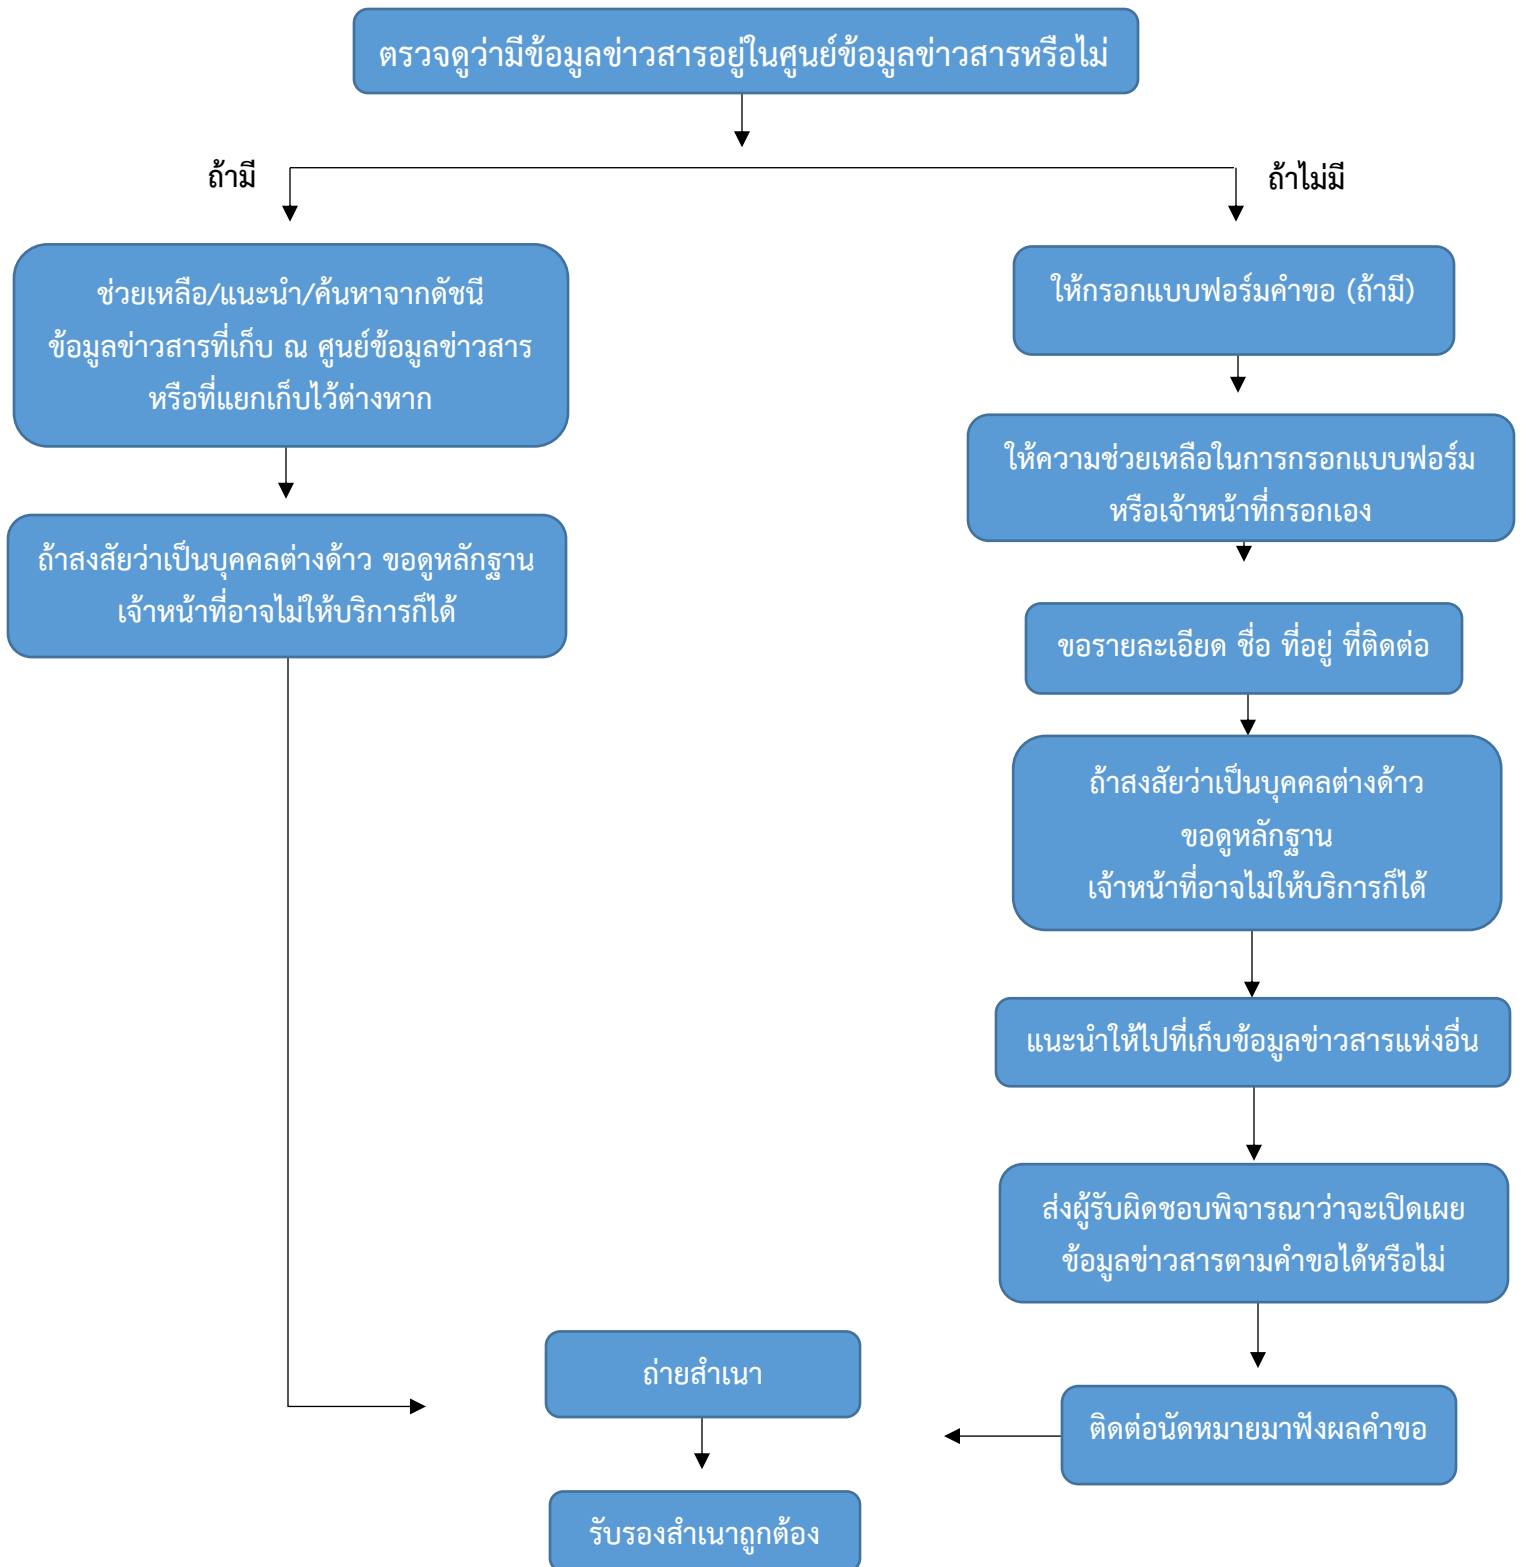 ตรวจดูว่ามีข้อมูลข่าวสารอยู่ในศูนย์ข้อมูลข่าวสารหรือไม่
ถ้ามี
ถ้าไม่มี
ช่วยเหลือ/แนะนำ/ค้นหาจากดัชนี
ข้อมูลข่าวสารที่เก็บ ณ ศูนย์ข้อมูลข่าวสาร
หรือที่แยกเก็บไว้ต่างหาก
ถ้าสงสัยว่าเป็นบุคคลต่างด้าว ขอดูหลักฐาน
เจ้าหน้าที่อาจไม่ให้บริการก็ได้
ให้กรอกแบบฟอร์มคำขอ (ถ้ามี)
ให้ความช่วยเหลือในการกรอกแบบฟอร์ม
หรือเจ้าหน้าที่กรอกเอง
ขอรายละเอียด ชื่อ ที่อยู่ ที่ติดต่อ
ถ้าสงสัยว่าเป็นบุคคลต่างด้าว
ขอดูหลักฐาน
เจ้าหน้าที่อาจไม่ให้บริการก็ได้
แนะนำให้ไปที่เก็บข้อมูลข่าวสารแห่งอื่น
ส่งผู้รับผิดชอบพิจารณาว่าจะเปิดเผย
ข้อมูลข่าวสารตามคำขอได้หรือไม่
ติดต่อนัดหมายมาฟังผลคำขอ
ถ่ายสำเนา
รับรองสำเนาถูกต้อง